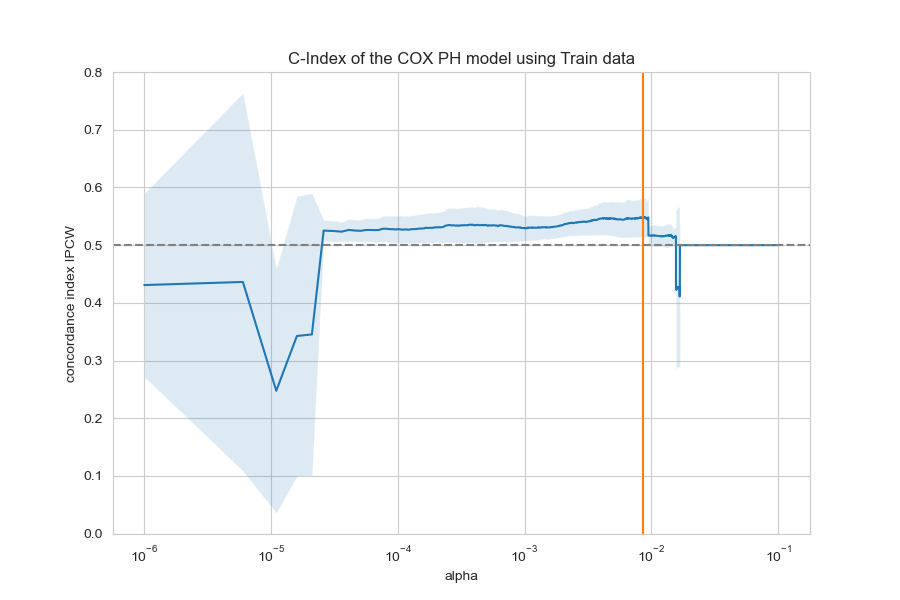 C-Index of the COX PH model using Train data
concordance index IPCW
0.8
0.7
0.6
0.5
0.4
0.3
0.2
0.1
0.0
10⁻⁶ 10⁻⁵ 10⁻⁴ 10⁻³ 10⁻² 10⁻¹
alpha